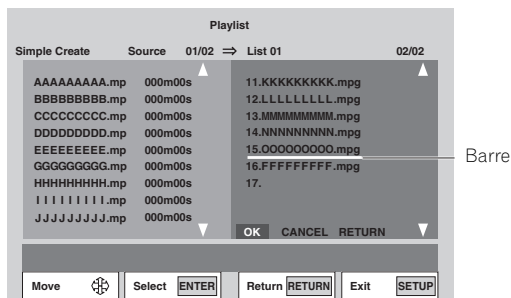 Playlist
Simple Create Source 01/02 ⇒ List 01 02/02
AAAAAAAAA.mp 000m00s
BBBBBBBBB.mp 000m00s
CCCCCCCCC.mp 000m00s
DDDDDDDDD.mp 000m00s
EEEEEEEEE.mp 000m00s
GGGGGGGGG.mp 000m00s
HHHHHHHHH.mp 000m00s
IIIIIIIII.mp 000m00s
JJJJJJJJJ.mp 000m00s
11.KKKKKKKKK.mpg
12.LLLLLLLLL.mpg
13.MMMMMMMMM.mpg
14.NNNNNNNNN.mpg
15.OOOOOOOOO.mpg
16.FFFFFFFFF.mpg
17.
Barre
OK CANCEL RETURN
Move Select ENTER Return RETURN Exit SETUP